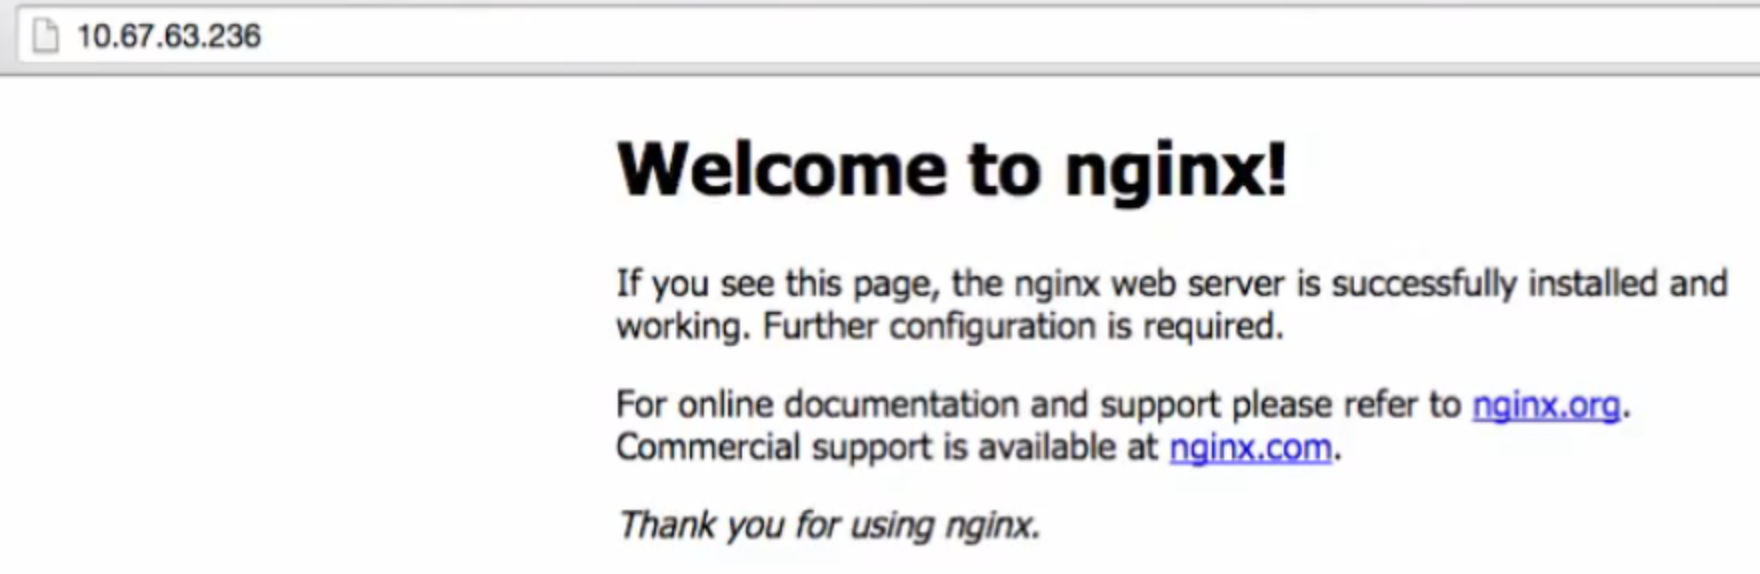 10.67.63.236
Welcome to nginx!
If you see this page, the nginx web server is successfully installed and
working. Further configuration is required.
For online documentation and support please refer to nginx.org.
Commercial support is available at nginx.com.
Thank you for using nginx.